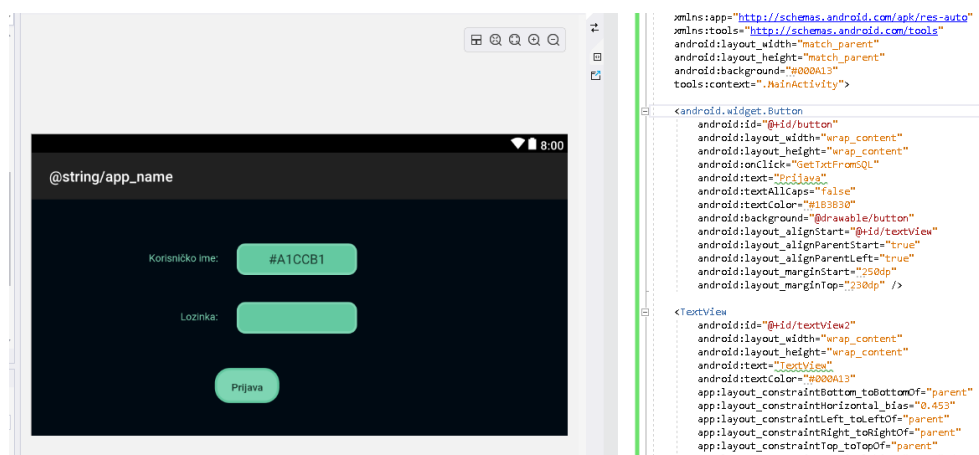 8:00
@string/app_name
Korisničko ime:
#A1CCB1
Lozinka:
Prijava
xmlns:app="http://schemas.android.com/apk/res-auto"
xmlns:tools="http://schemas.android.com/tools"
android:layout_width="match_parent"
android:layout_height="match_parent"
android:background="#000A13"
tools:context=".MainActivity">
<android.widget.Button
android:id="@+id/button"
android:layout_width="wrap_content"
android:layout_height="wrap_content"
android:onClick="GetTxtFromSQL"
android:text="Prijava"
android:textAllCaps="false"
android:textColor="#1B3B30"
android:background="@drawable/button"
android:layout_alignStart="@+id/textView"
android:layout_alignParentStart="true"
android:layout_alignParentLeft="true"
android:layout_marginStart="250dp"
android:layout_marginTop="230dp" />
<TextView
android:id="@+id/textView2"
android:layout_width="wrap_content"
android:layout_height="wrap_content"
android:text="TextView"
android:textColor="#000A13"
app:layout_constraintBottom_toBottomOf="parent"
app:layout_constraintHorizontal_bias="0.453"
app:layout_constraintLeft_toLeftOf="parent"
app:layout_constraintRight_toRightOf="parent"
app:layout_constraintTop_toTopOf="parent"